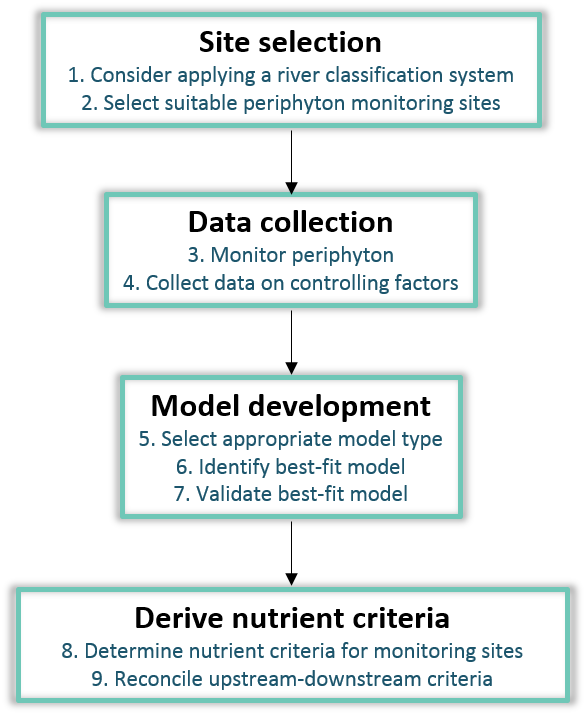 Site selection
1. Consider applying a river classification system
2. Select suitable periphyton monitoring sites
Data collection
3. Monitor periphyton
4. Collect data on controlling factors
Model development
5. Select appropriate model type
6. Identify best-fit model
7. Validate best-fit model
Derive nutrient criteria
8. Determine nutrient criteria for monitoring sites
9. Reconcile upstream-downstream criteria